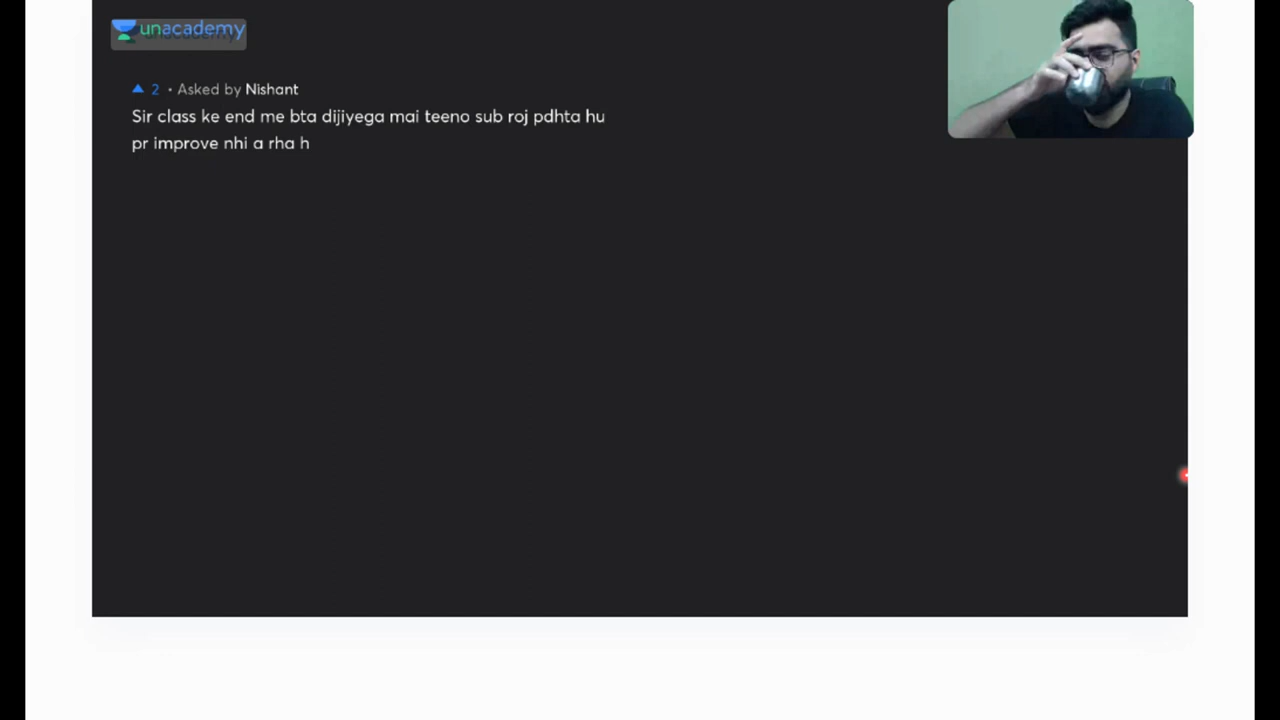 unacademy
2 • Asked by Nishant
Sir class ke end me bta dijiyega mai teeno sub roj pdhta hu
pr improve nhi a rha h